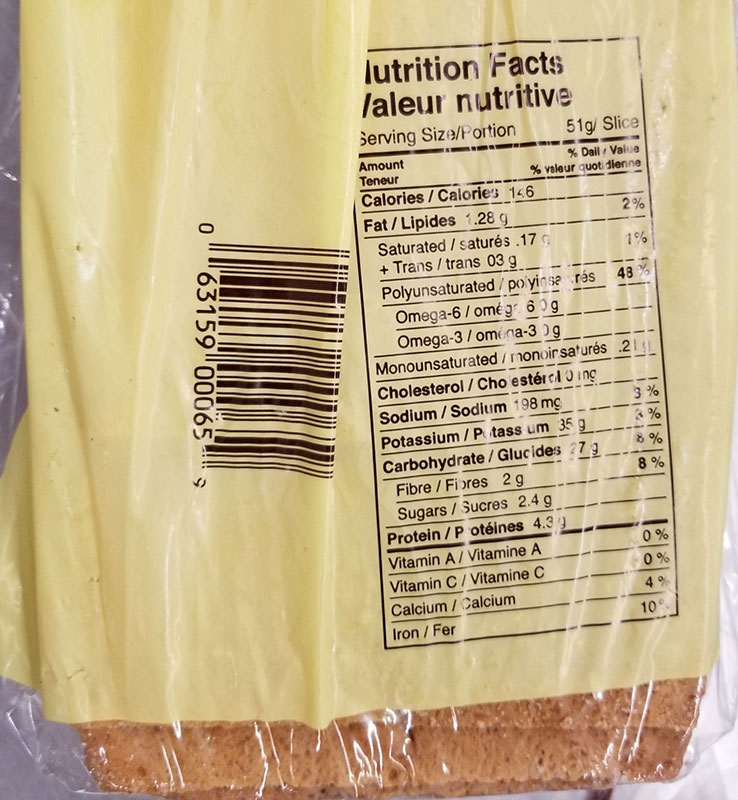 Nutrition Facts
Valeur nutritive
Serving Size/Portion 51g/ Slice
Amount % Daily Value
Teneur % valeur quotidienne
Calories / Calories 146
Fat / Lipides 1.28 g 2%
Saturated / saturés .17 g 1%
+ Trans / trans 03 g
Polyunsaturated / polyinsaturés 48 %
Omega-6 / oméga 6 0 g
Omega-3 / oméga-3 0 g
Monounsaturated / monoinsaturés .21 g
Cholesterol / Cholestérol 0 mg
Sodium / Sodium 198 mg 3 %
Potassium / Potassium 35 g %
Carbohydrate / Glucides 27 g 8 %
Fibre / Fibres 2 g 8 %
Sugars / Sucres 2.4 g
Protein / Protéines 4.3 g
Vitamin A / Vitamine A 0 %
Vitamin C / Vitamine C 0 %
Calcium / Calcium 4 %
Iron / Fer 10%
0 63159 00065 9